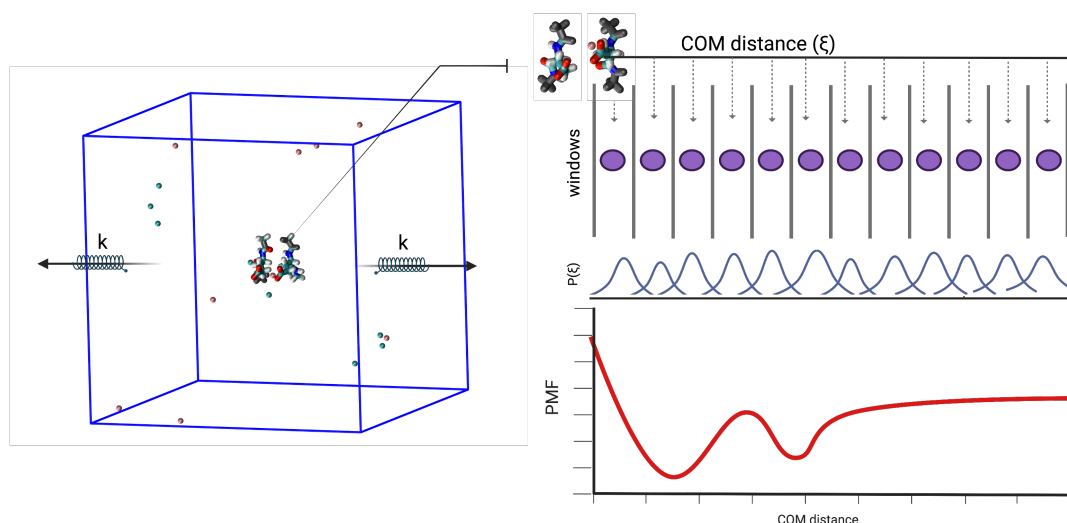 COM distance (ξ)
windows
k
k
P(ξ)
PMF
COM distance